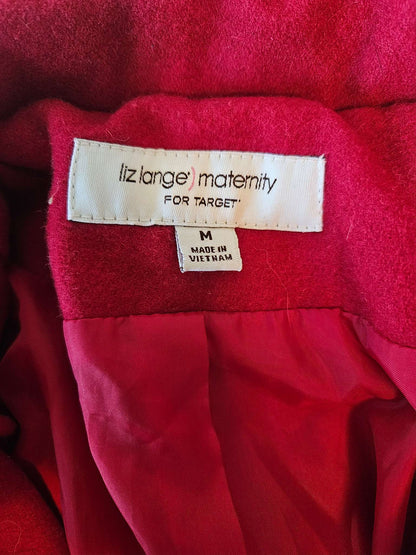 liz lange) maternity
FOR TARGET
M
MADE IN
VIETNAM